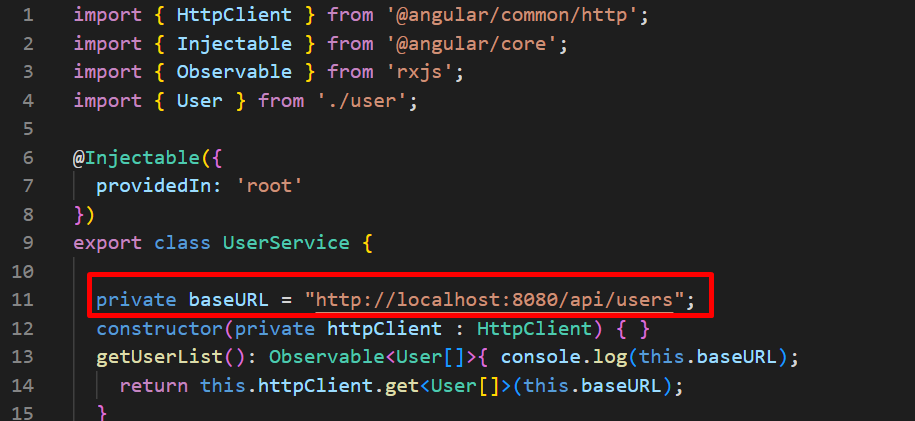 1 import { HttpClient } from '@angular/common/http';
2 import { Injectable } from '@angular/core';
3 import { Observable } from 'rxjs';
4 import { User } from './user';
5
6 @Injectable({
7   providedIn: 'root'
8 })
9 export class UserService {
10
11   private baseURL = "http://localhost:8080/api/users";
12   constructor(private httpClient : HttpClient) { }
13   getUserList(): Observable<User[]>{ console.log(this.baseURL);
14     return this.httpClient.get<User[]>(this.baseURL);
15   }